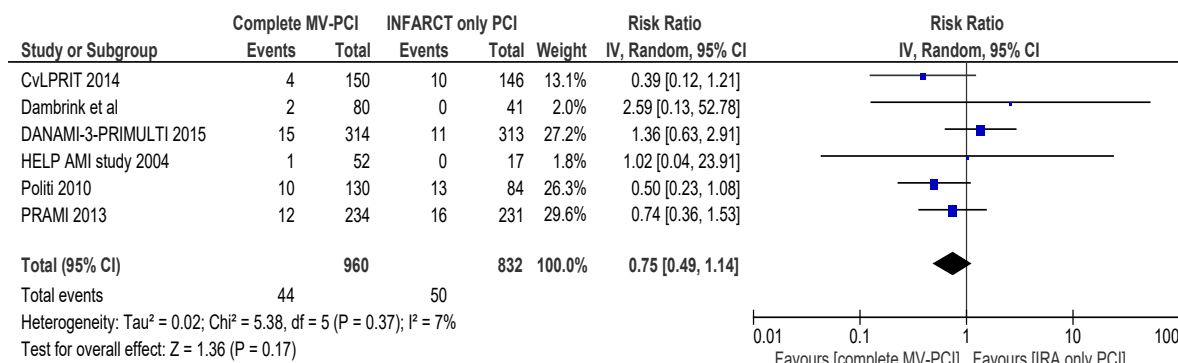 Complete MV-PCI INFARCT only PCI Risk Ratio Risk Ratio
Study or Subgroup Events Total Events Total Weight IV, Random, 95% CI IV, Random, 95% CI
CvLPRIT 2014 4 150 10 146 13.1% 0.39 [0.12, 1.21]
Dambrink et al 2 80 0 41 2.0% 2.59 [0.13, 52.78]
DANAMI-3-PRIMULTI 2015 15 314 11 313 27.2% 1.36 [0.63, 2.91]
HELP AMI study 2004 1 52 0 17 1.8% 1.02 [0.04, 23.91]
Politi 2010 10 130 13 84 26.3% 0.50 [0.23, 1.08]
PRAMI 2013 12 234 16 231 29.6% 0.74 [0.36, 1.53]
Total (95% CI) 960 832 100.0% 0.75 [0.49, 1.14]
Total events 44 50
Heterogeneity: Tau² = 0.02; Chi² = 5.38, df = 5 (P = 0.37); I² = 7%
Test for overall effect: Z = 1.36 (P = 0.17)
0.01 0.1 1 10 100
Favours [complete MV-PCI] Favours [IRA only PCI]